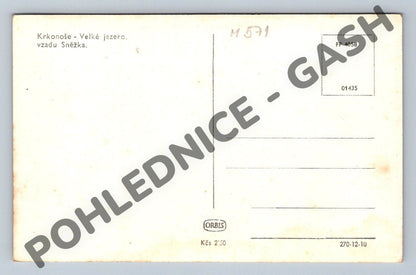 Krkonoše - Velké jezero,
vzadu Sněžka.
M 571
01435
POHLEDNICE - GASH
ORBIS
Kčs 2'50
270-12-10